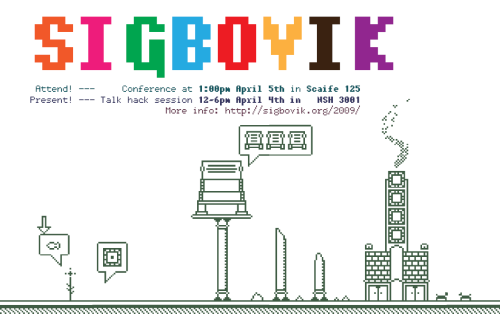 SIGBOVIK
Attend! --- Conference at 1:00pm April 5th in Scaife 125
Present! --- Talk hack session 12-6pm April 4th in NSH 3001
More info: http://sigbovik.org/2009/